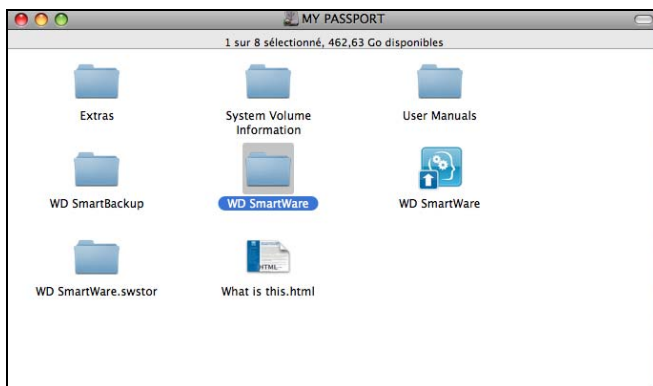 MY PASSPORT
1 sur 8 sélectionné, 462,63 Go disponibles
Extras
System Volume
Information
User Manuals
WD SmartBackup
WD SmartWare
WD SmartWare
HTML
WD SmartWare.swstor
What is this.html